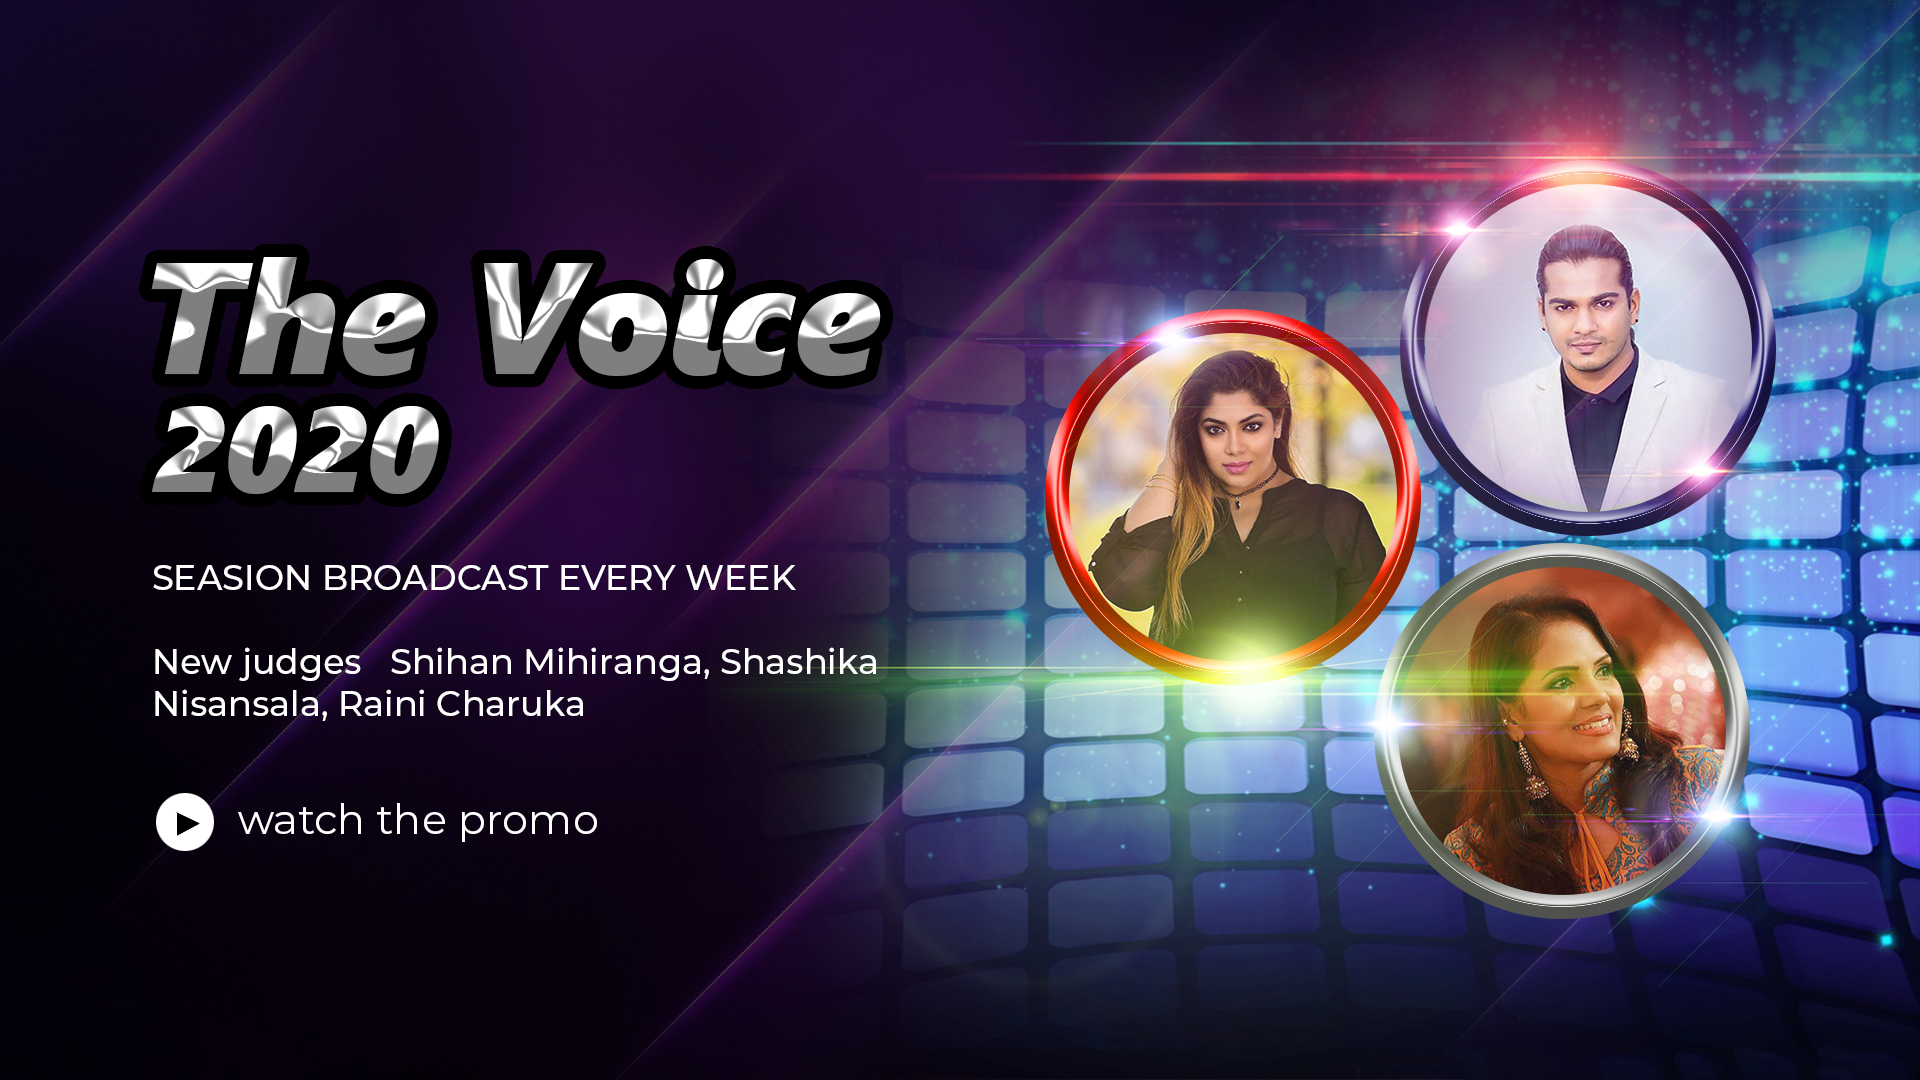 The Voice
2020
SEASION BROADCAST EVERY WEEK
New judges   Shihan Mihiranga, Shashika
Nisansala, Raini Charuka
watch the promo